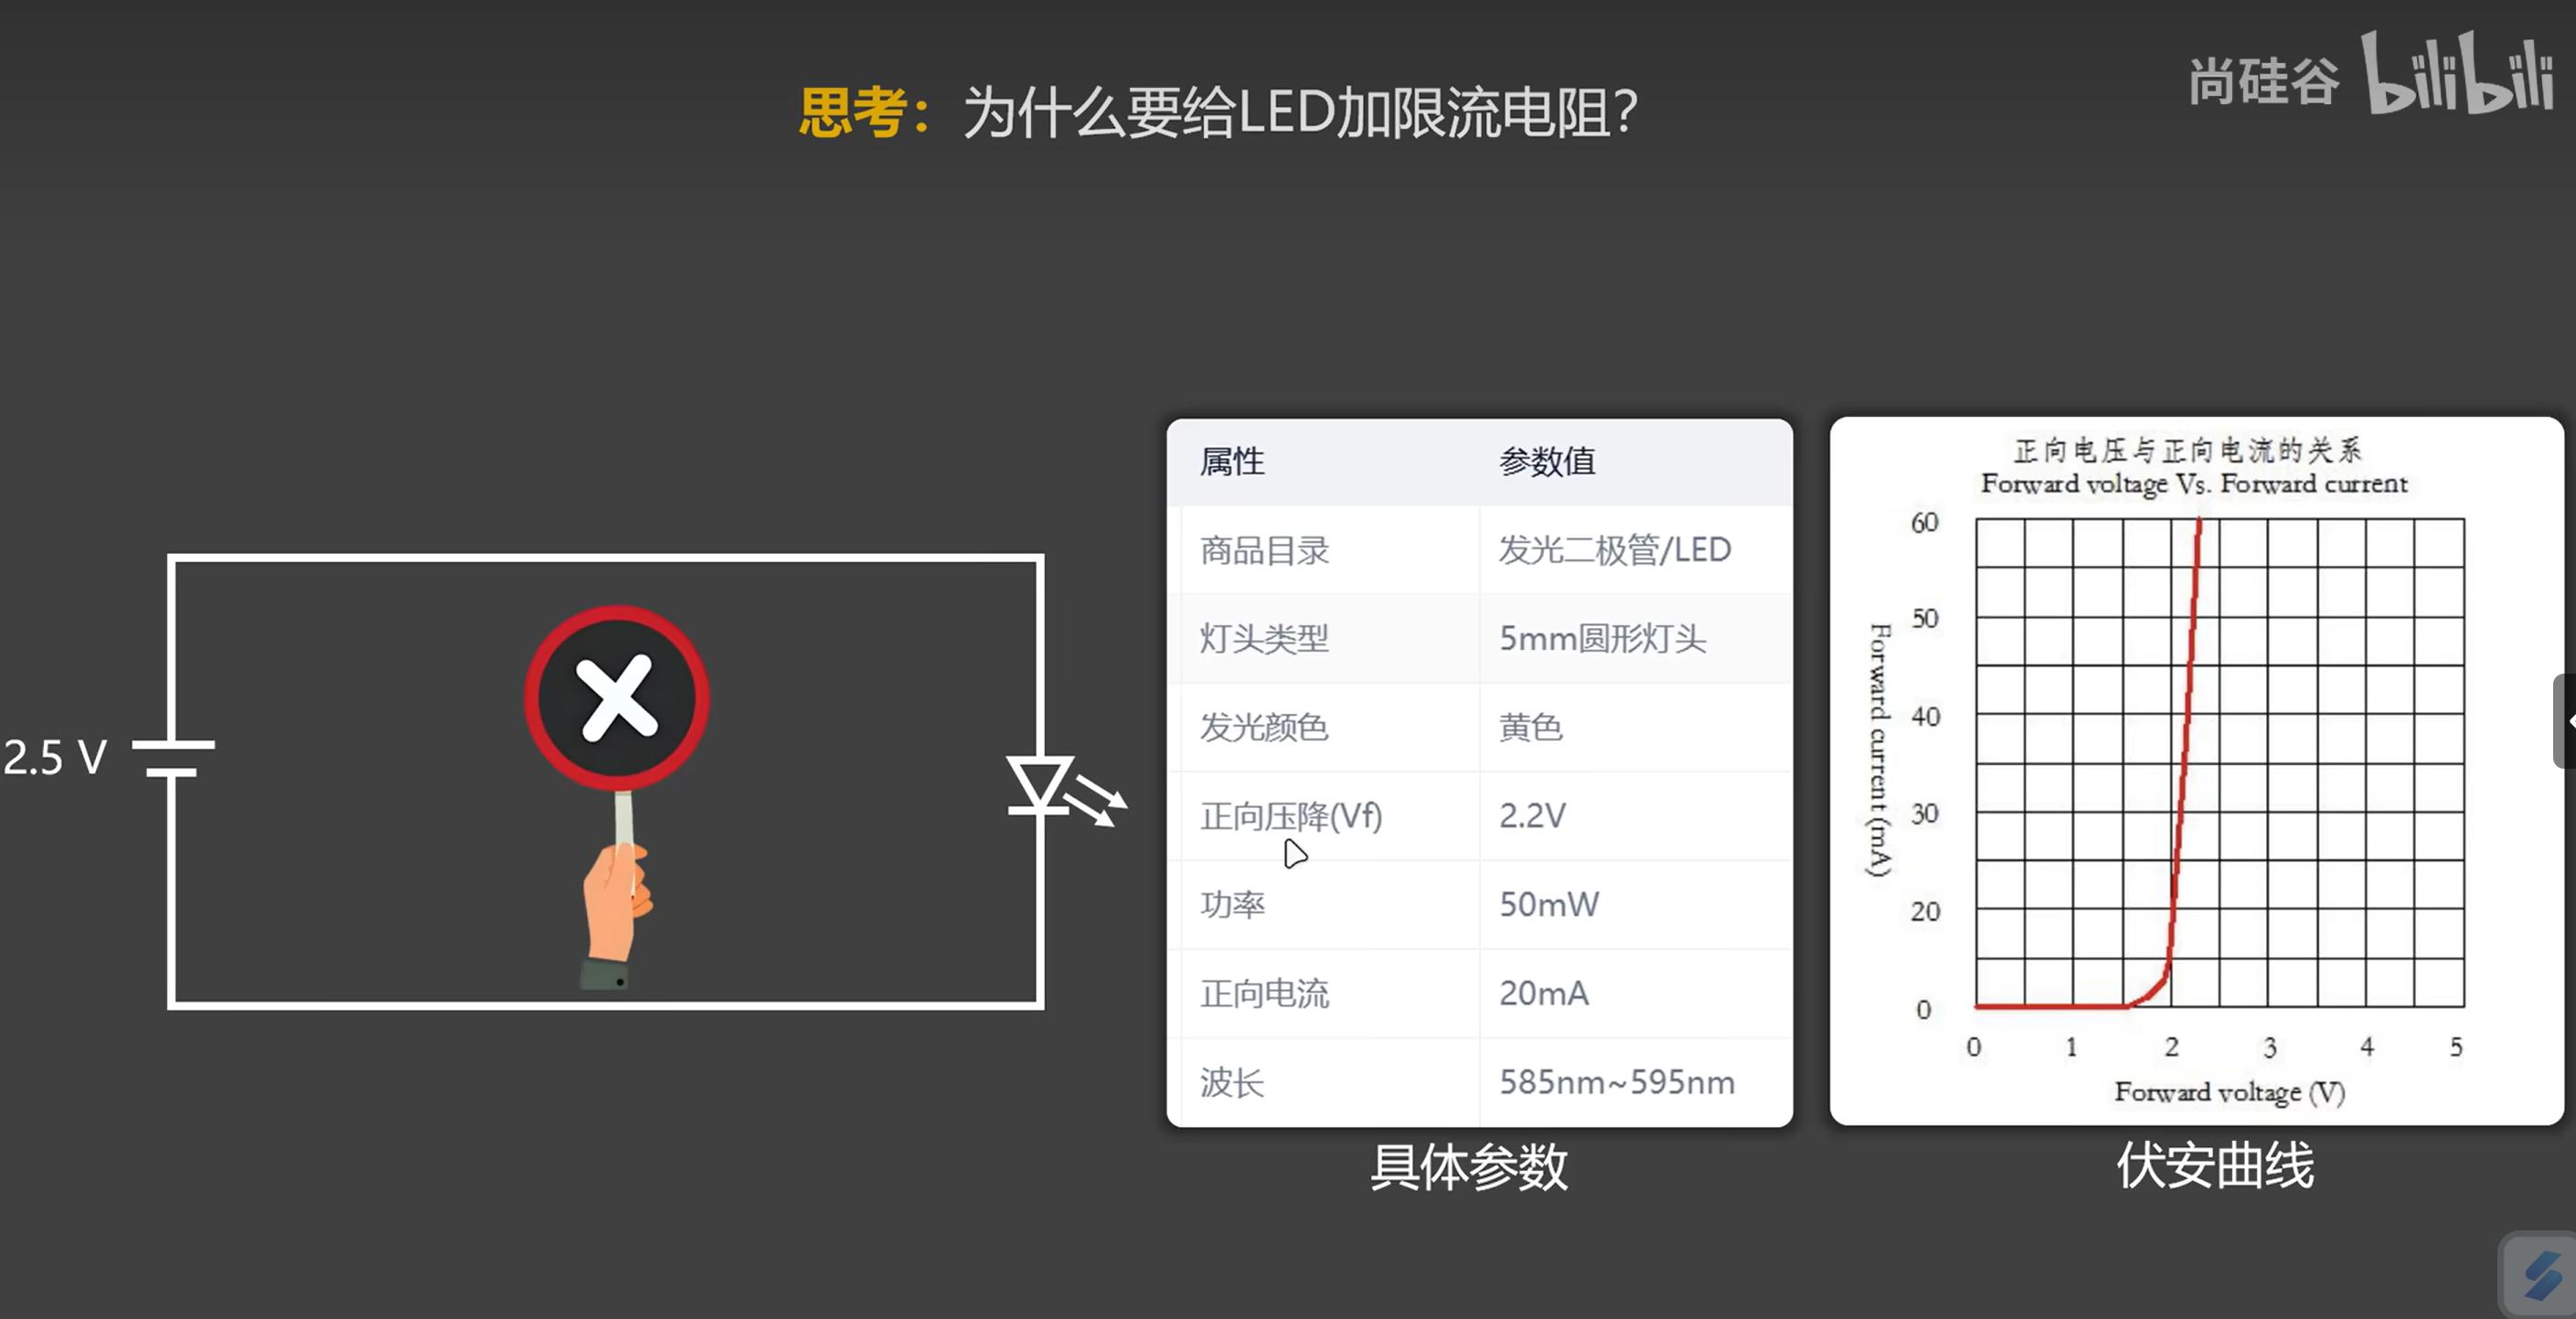 尚硅谷 bilibili
思考：为什么要给LED加限流电阻？
2.5 V
属性 参数值
商品目录 发光二极管/LED
灯头类型 5mm圆形灯头
发光颜色 黄色
正向压降(Vf) 2.2V
功率 50mW
正向电流 20mA
波长 585nm~595nm
具体参数
正向电压与正向电流的关系
Forward voltage Vs. Forward current
Forward current (mA)
60
50
40
30
20
0
0 1 2 3 4 5
Forward voltage (V)
伏安曲线